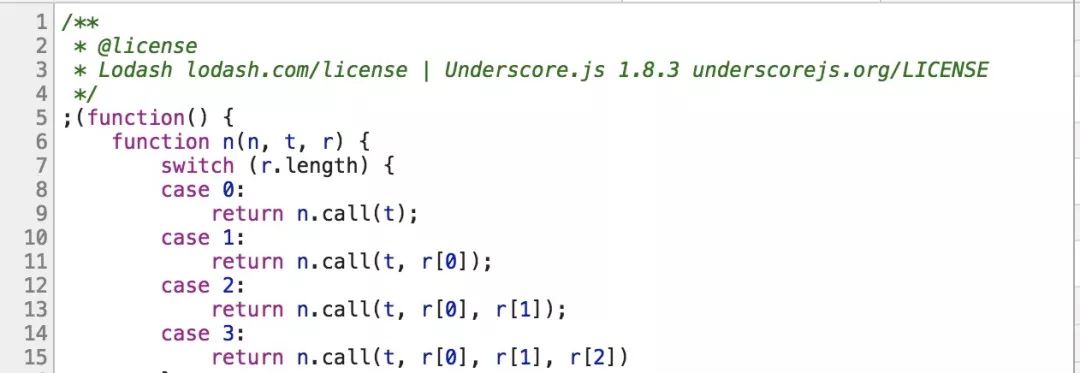 1 /**
2  * @license
3  * Lodash lodash.com/license | Underscore.js 1.8.3 underscorejs.org/LICENSE
4  */
5 ;(function() {
6     function n(n, t, r) {
7         switch (r.length) {
8         case 0:
9             return n.call(t);
10         case 1:
11             return n.call(t, r[0]);
12         case 2:
13             return n.call(t, r[0], r[1]);
14         case 3:
15             return n.call(t, r[0], r[1], r[2])